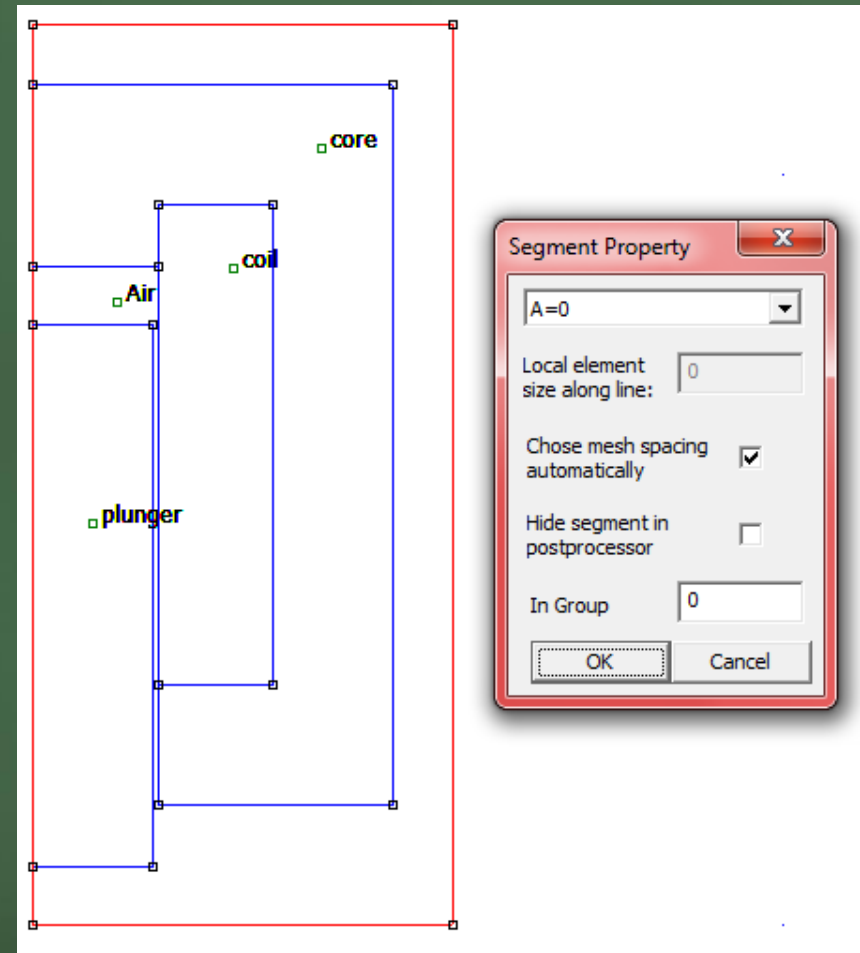 core
coil
Air
plunger
Segment Property
A=0
Local element
size along line:
0
Chose mesh spacing
automatically
Hide segment in
postprocessor
In Group
0
OK
Cancel